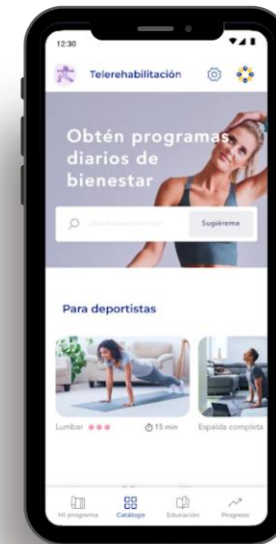 12:30
Telerehabilitación
Obtén programas
diarios de
bienestar
Sugiéreme
Para deportistas
Lumbar
15 min
Espalda completa
Mi programa
Catálogo
Educación
Progreso